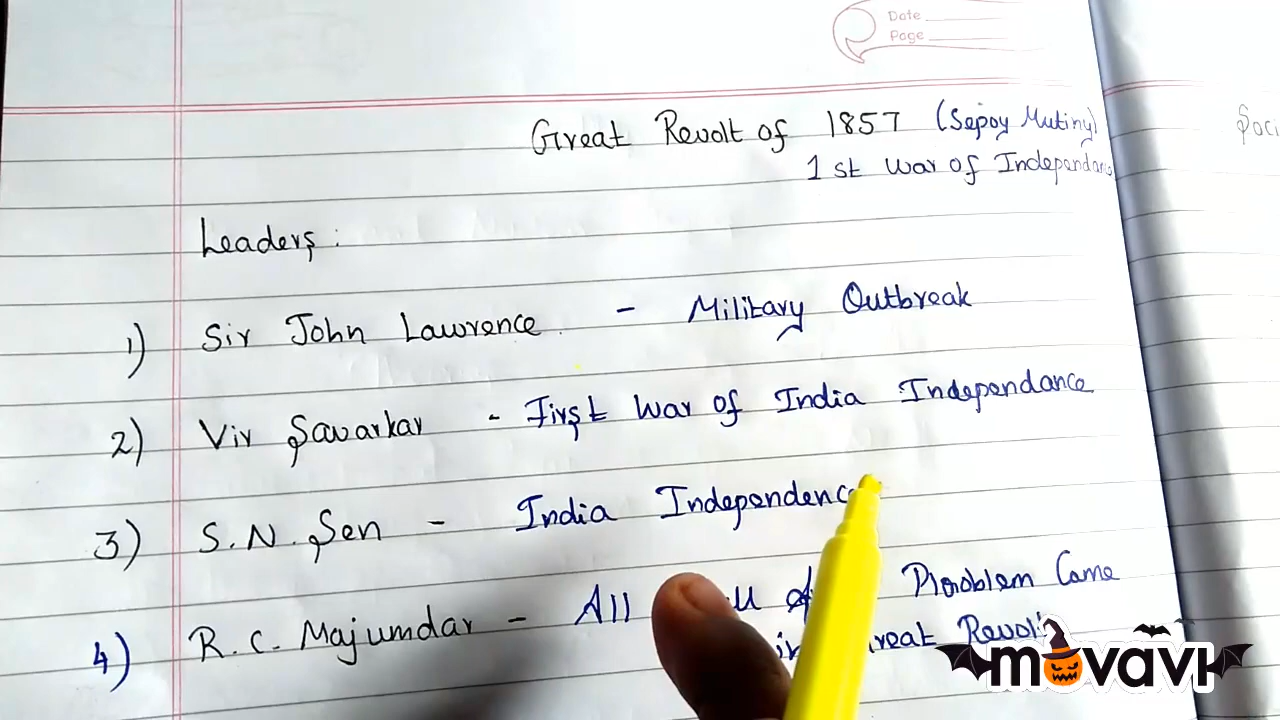 Date
Page
Great Revolt of 1857 (Sepoy Mutiny)
1 st war of Independance
Leaders :
1) Sir John Lawrence - Military Outbreak
2) Vir Savarkar - First War of India Independance
3) S.N. Sen - India Independenc
4) R.C. Majumdar - All Problem Came
reat Revolt
movavi